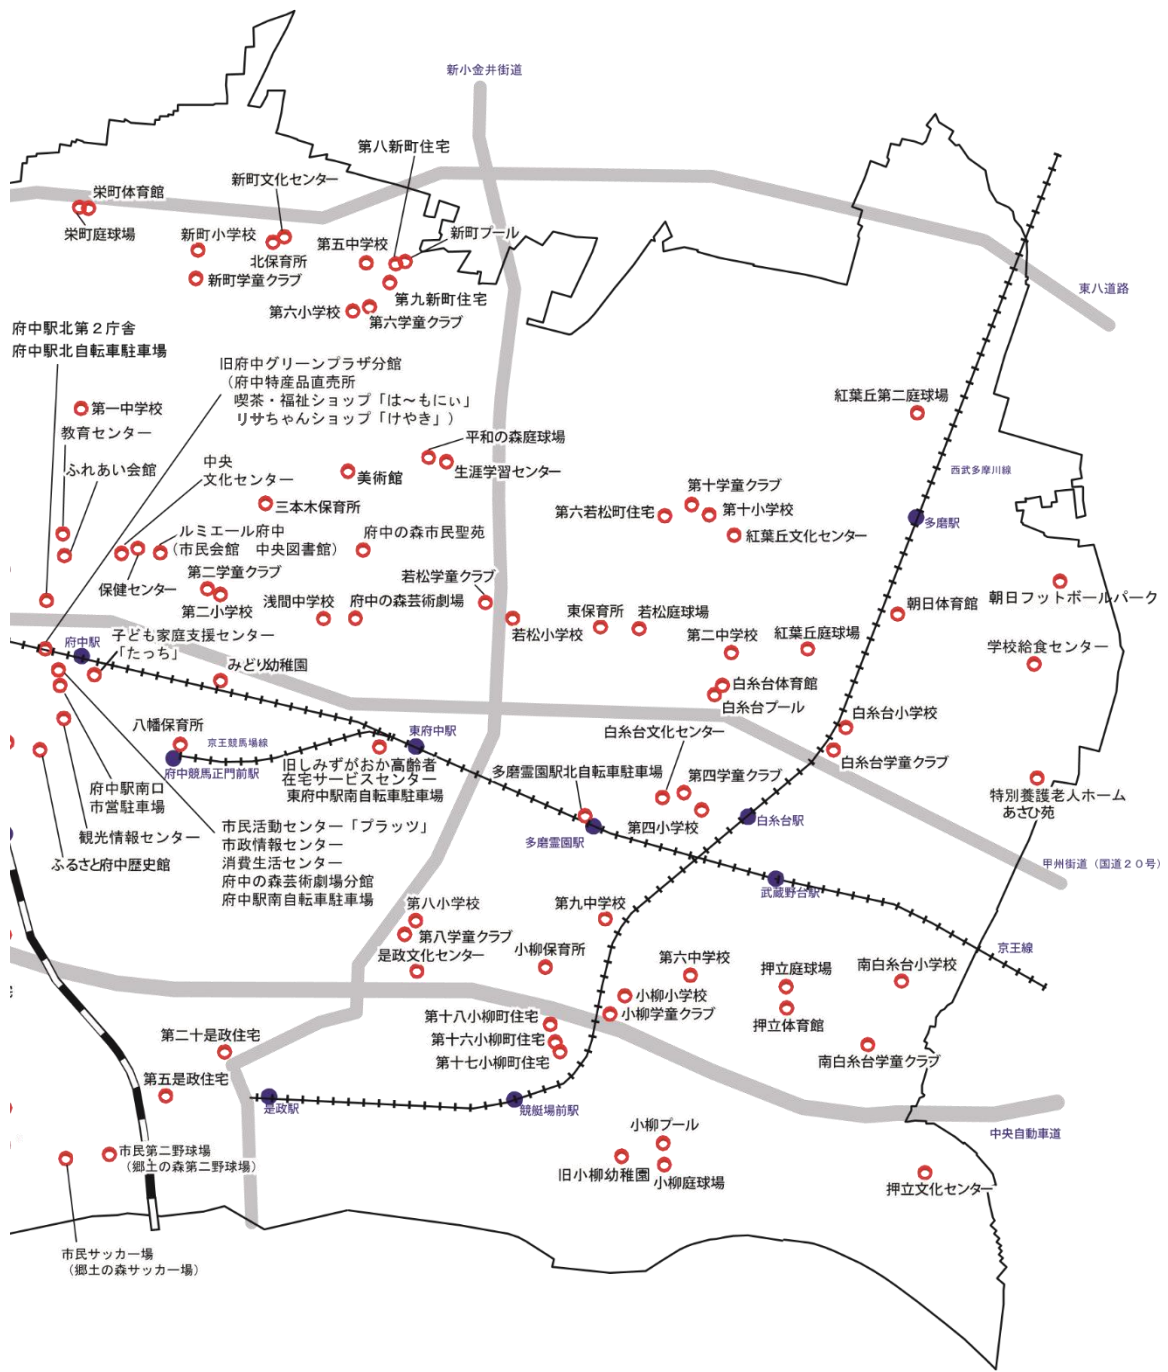 新小金井街道
第八新町住宅
新町文化センター
栄町体育館
栄町庭球場
新町小学校
北保育所
新町学童クラブ
第五中学校
新町プール
第九新町住宅
第六小学校
第六学童クラブ
東八道路
府中駅北第２庁舎
府中駅北自転車駐車場
旧府中グリーンプラザ分館
（府中特産品直売所
喫茶・福祉ショップ「は～もにぃ」
リサちゃんショップ「けやき」）
紅葉丘第二庭球場
第一中学校
教育センター
ふれあい会館
中央
文化センター
平和の森庭球場
生涯学習センター
美術館
西武多摩川線
三本木保育所
第十学童クラブ
第六若松町住宅
第十小学校
紅葉丘文化センター
多磨駅
ルミエール府中
（市民会館　中央図書館）
府中の森市民聖苑
保健センター
第二学童クラブ
第二小学校
浅間中学校
府中の森芸術劇場
若松学童クラブ
若松小学校
東保育所
若松庭球場
第二中学校
紅葉丘庭球場
朝日体育館
朝日フットボールパーク
学校給食センター
府中駅
子ども家庭支援センター
「たっち」
みどり幼稚園
白糸台体育館
白糸台プール
白糸台小学校
白糸台学童クラブ
八幡保育所
京王競馬場線
府中競馬正門前駅
東府中駅
旧しみずがおか高齢者
在宅サービスセンター
東府中駅南自転車駐車場
白糸台文化センター
多磨霊園駅北自転車駐車場
第四学童クラブ
第四小学校
多磨霊園駅
白糸台駅
特別養護老人ホーム
あさひ苑
府中駅南口
市営駐車場
観光情報センター
ふるさと府中歴史館
市民活動センター「プラッツ」
市政情報センター
消費生活センター
府中の森芸術劇場分館
府中駅南自転車駐車場
武蔵野台駅
甲州街道（国道２０号）
第八小学校
第八学童クラブ
是政文化センター
第九中学校
小柳保育所
第六中学校
押立庭球場
南白糸台小学校
京王線
小柳小学校
小柳学童クラブ
押立体育館
第十八小柳町住宅
第十六小柳町住宅
第十七小柳町住宅
南白糸台学童クラブ
第二十是政住宅
第五是政住宅
是政駅
競艇場前駅
中央自動車道
小柳プール
旧小柳幼稚園
小柳庭球場
押立文化センター
市民第二野球場
（郷土の森第二野球場）
市民サッカー場
（郷土の森サッカー場）